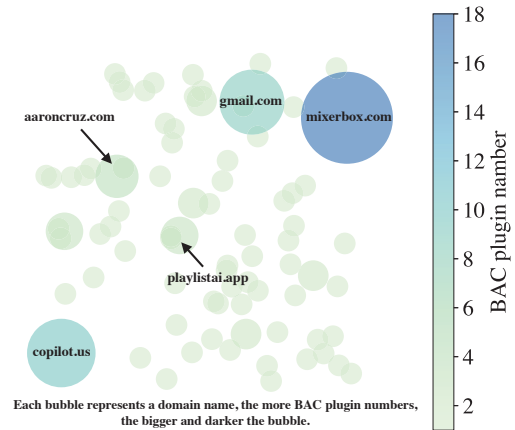 gmail.com
mixerbox.com
aaroncruz.com
playlistai.app
copilot.us
Each bubble represents a domain name, the more BAC plugin numbers,
the bigger and darker the bubble.
18
16
14
12
10
8
6
4
2
BAC plugin number